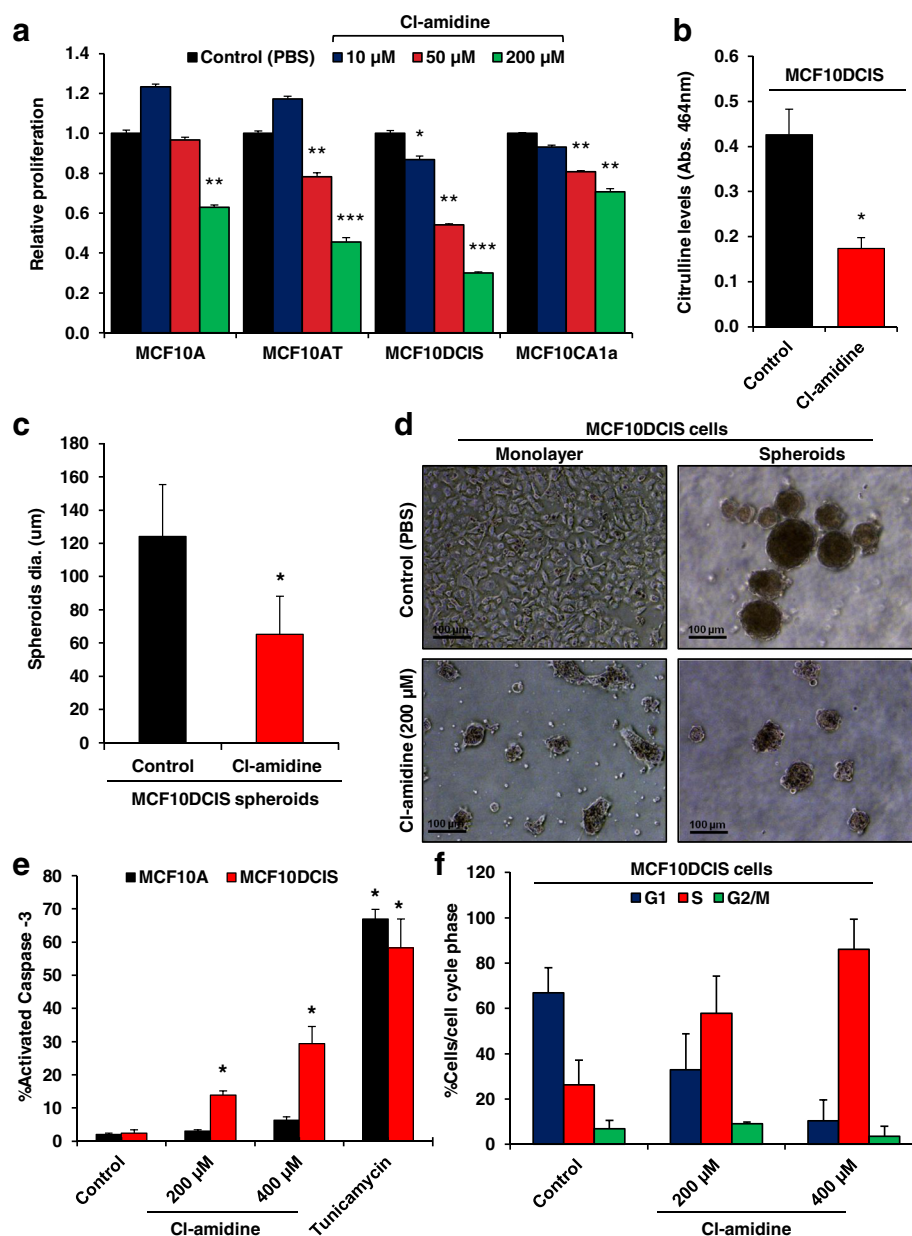 a
Cl-amidine
Control (PBS) 10 µM 50 µM 200 µM
Relative proliferation
1.4
1.2
1.0
0.8
0.6
0.4
0.2
0.0
**
**
***
*
**
***
**
**
MCF10A MCF10AT MCF10DCIS MCF10CA1a
b
MCF10DCIS
Citrulline levels (Abs. 464nm)
0.6
0.5
0.4
0.3
0.2
0.1
0.0
*
Control Cl-amidine
c
Spheroids dia. (um)
180
160
140
120
100
80
60
40
20
0
*
Control Cl-amidine
MCF10DCIS spheroids
d
MCF10DCIS cells
Monolayer Spheroids
Control (PBS)
100 µm 100 µm
Cl-amidine (200 µM)
100 µm 100 µm
e
MCF10A MCF10DCIS
%Activated Caspase -3
80
70
60
50
40
30
20
10
0
*
*
*
*
Control 200 µM 400 µM Tunicamycin
Cl-amidine
f
MCF10DCIS cells
G1 S G2/M
%Cells/cell cycle phase
120
100
80
60
40
20
0
Control 200 µM 400 µM
Cl-amidine